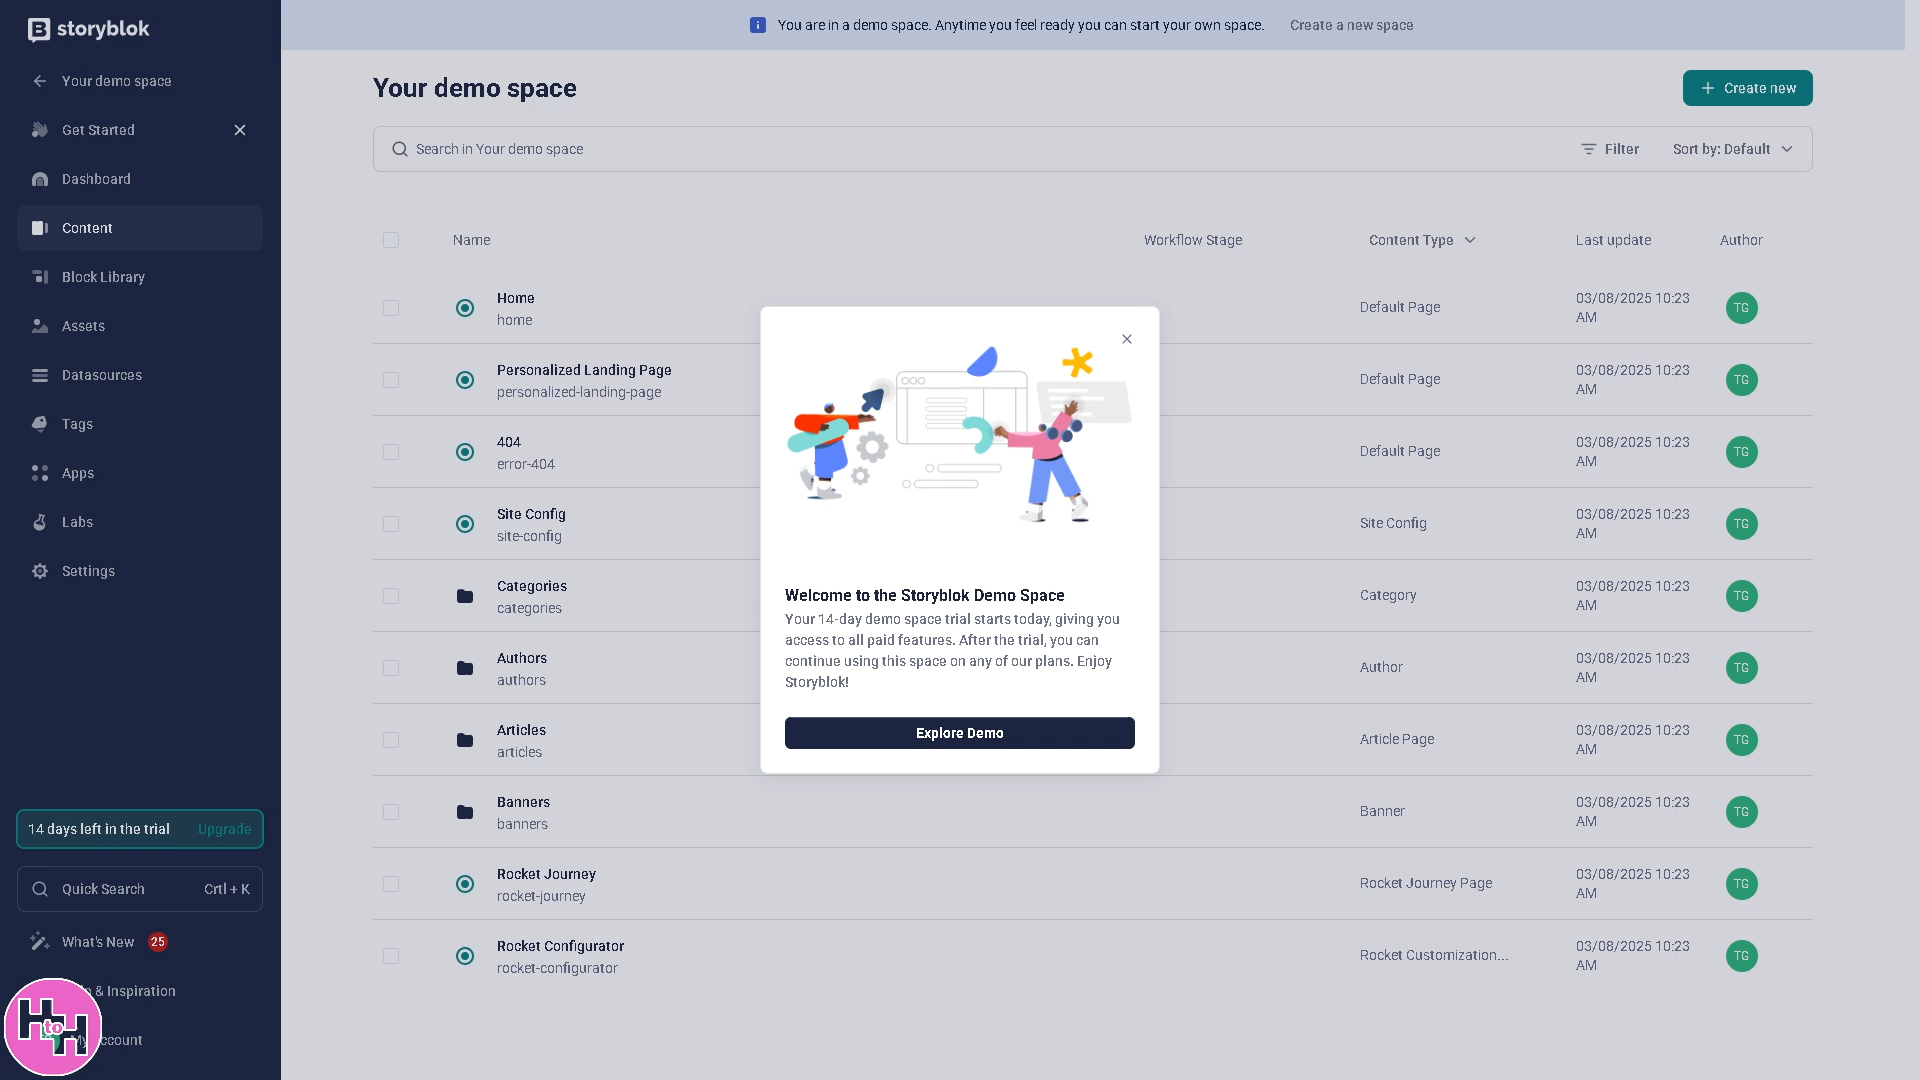 storyblok
Your demo space
Get Started
Dashboard
Content
Block Library
Assets
Datasources
Tags
Apps
Labs
Settings
14 days left in the trial Upgrade
Quick Search Crtl + K
What's New 25
& Inspiration
H to H
You are in a demo space. Anytime you feel ready you can start your own space. Create a new space
Your demo space
Create new
Search in Your demo space
Filter
Sort by: Default
Name Workflow Stage Content Type Last update Author
Home
home
Default Page
03/08/2025 10:23
AM
TG
Personalized Landing Page
personalized-landing-page
Default Page
03/08/2025 10:23
AM
TG
404
error-404
Default Page
03/08/2025 10:23
AM
TG
Site Config
site-config
Site Config
03/08/2025 10:23
AM
TG
Categories
categories
Category
03/08/2025 10:23
AM
TG
Authors
authors
Author
03/08/2025 10:23
AM
TG
Articles
articles
Article Page
03/08/2025 10:23
AM
TG
Banners
banners
Banner
03/08/2025 10:23
AM
TG
Rocket Journey
rocket-journey
Rocket Journey Page
03/08/2025 10:23
AM
TG
Rocket Configurator
rocket-configurator
Rocket Customization...
03/08/2025 10:23
AM
TG
Welcome to the Storyblok Demo Space
Your 14-day demo space trial starts today, giving you
access to all paid features. After the trial, you can
continue using this space on any of our plans. Enjoy
Storyblok!
Explore Demo